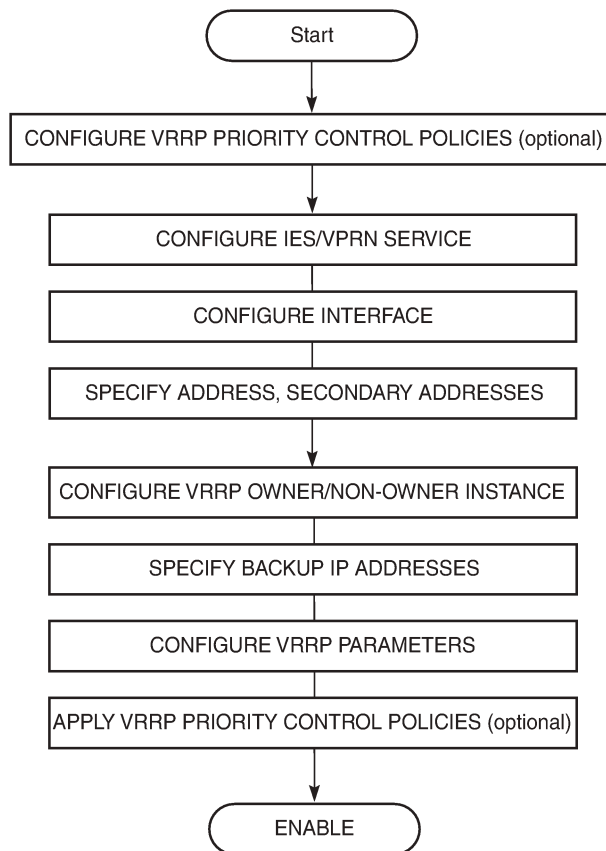 Start
CONFIGURE VRRP PRIORITY CONTROL POLICIES (optional)
CONFIGURE IES/VPRN SERVICE
CONFIGURE INTERFACE
SPECIFY ADDRESS, SECONDARY ADDRESSES
CONFIGURE VRRP OWNER/NON-OWNER INSTANCE
SPECIFY BACKUP IP ADDRESSES
CONFIGURE VRRP PARAMETERS
APPLY VRRP PRIORITY CONTROL POLICIES (optional)
ENABLE